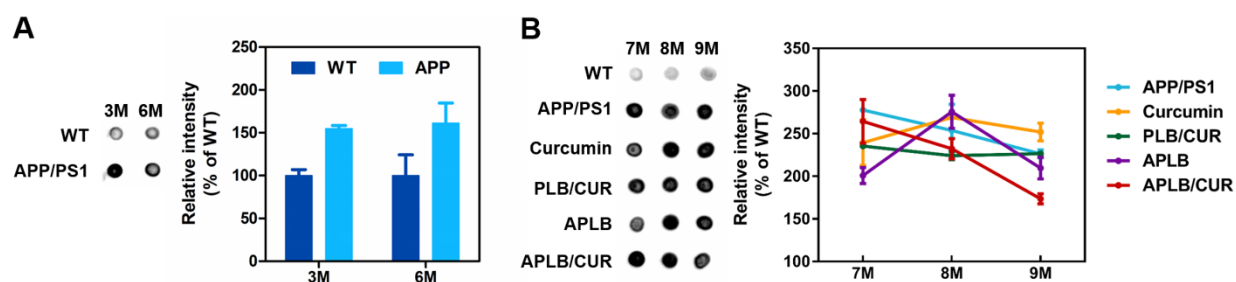 A
3M 6M
WT
APP/PS1
Relative intensity
(% of WT)
250
200
150
100
50
0
WT APP
3M 6M
B
7M 8M 9M
WT
APP/PS1
Curcumin
PLB/CUR
APLB
APLB/CUR
Relative intensity
(% of WT)
350
300
250
200
150
100
7M 8M 9M
APP/PS1
Curcumin
PLB/CUR
APLB
APLB/CUR